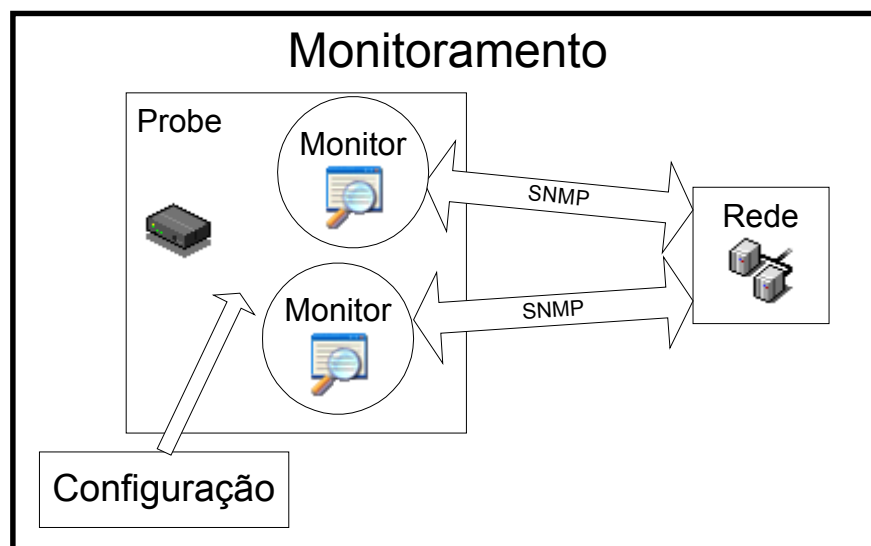 Monitoramento
Probe
Monitor
SNMP
Rede
Monitor
SNMP
Configuração